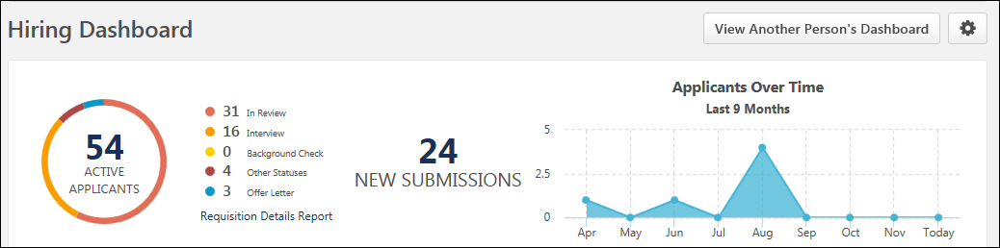 Hiring Dashboard
View Another Person's Dashboard
54
ACTIVE
APPLICANTS
31 In Review
16 Interview
0 Background Check
4 Other Statuses
3 Offer Letter
Requisition Details Report
24
NEW SUBMISSIONS
Applicants Over Time
Last 9 Months
5
2.5
0
Apr May Jun Jul Aug Sep Oct Nov Today